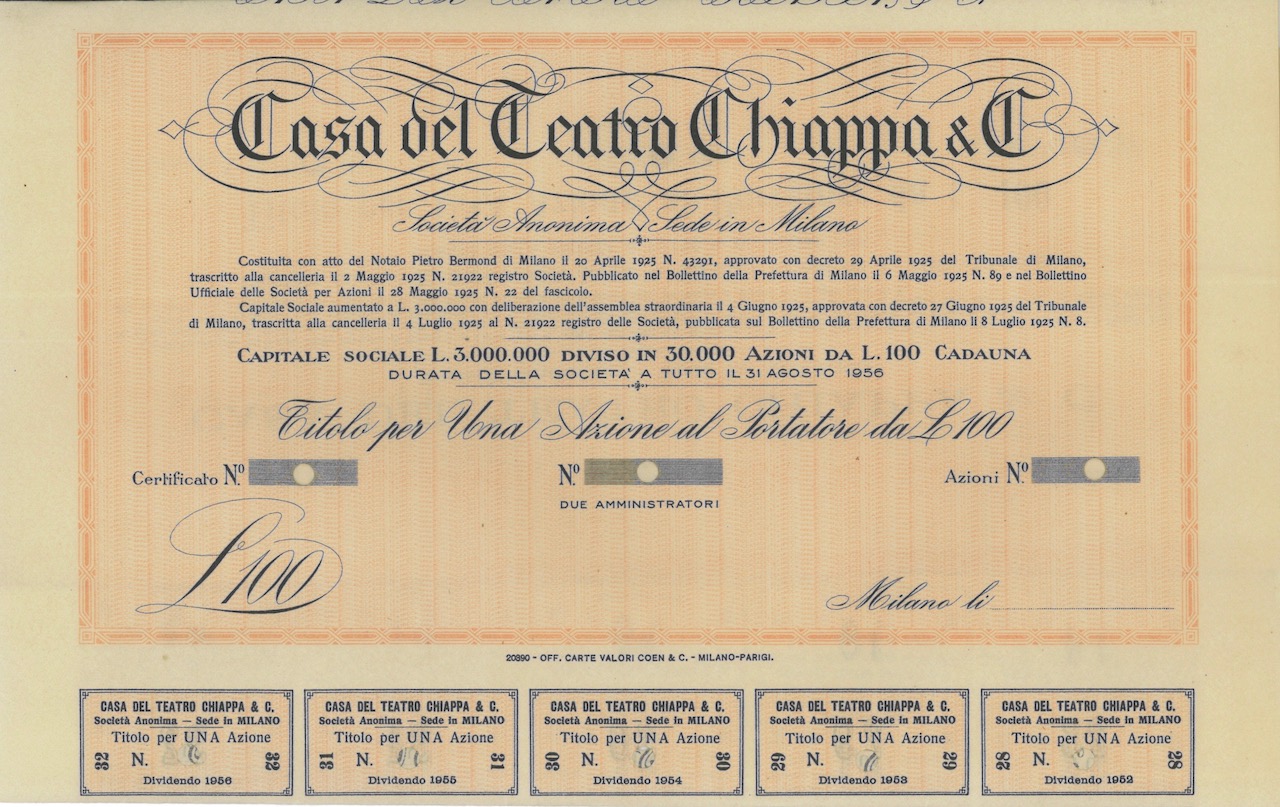 Casa del Teatro Chiappa & C
Società Anonima Sede in Milano
Costituita con atto del Notaio Pietro Bermond di Milano il 20 Aprile 1925 N. 43291, approvato con decreto 29 Aprile 1925 del Tribunale di Milano,
trascritto alla cancelleria il 2 Maggio 1925 N. 21922 registro Società. Pubblicato nel Bollettino della Prefettura di Milano il 6 Maggio 1925 N. 89 e nel Bollettino
Ufficiale delle Società per Azioni il 28 Maggio 1925 N. 22 del fascicolo.
Capitale Sociale aumentato a L. 3.000.000 con deliberazione dell'assemblea straordinaria il 4 Giugno 1925, approvata con decreto 27 Giugno 1925 del Tribunale
di Milano, trascritta alla cancelleria il 4 Luglio 1925 al N. 21922 registro delle Società, pubblicata sul Bollettino della Prefettura di Milano li 8 Luglio 1925 N. 8.
CAPITALE SOCIALE L. 3.000.000 DIVISO IN 30.000 AZIONI DA L. 100 CADAUNA
DURATA DELLA SOCIETA' A TUTTO IL 31 AGOSTO 1956
Titolo per Una Azione al Portatore da L 100
Certificato N.º N.º Azioni N.º
DUE AMMINISTRATORI
L 100
Milano li
20890 - OFF. CARTE VALORI COEN & C. - MILANO-PARIGI.
CASA DEL TEATRO CHIAPPA & C.
Società Anonima — Sede in MILANO
Titolo per UNA Azione
32 N. 32
Dividendo 1956
CASA DEL TEATRO CHIAPPA & C.
Società Anonima — Sede in MILANO
Titolo per UNA Azione
31 N. 31
Dividendo 1955
CASA DEL TEATRO CHIAPPA & C.
Società Anonima — Sede in MILANO
Titolo per UNA Azione
30 N. 30
Dividendo 1954
CASA DEL TEATRO CHIAPPA & C.
Società Anonima — Sede in MILANO
Titolo per UNA Azione
29 N. 29
Dividendo 1953
CASA DEL TEATRO CHIAPPA & C.
Società Anonima — Sede in MILANO
Titolo per UNA Azione
28 N. 28
Dividendo 1952